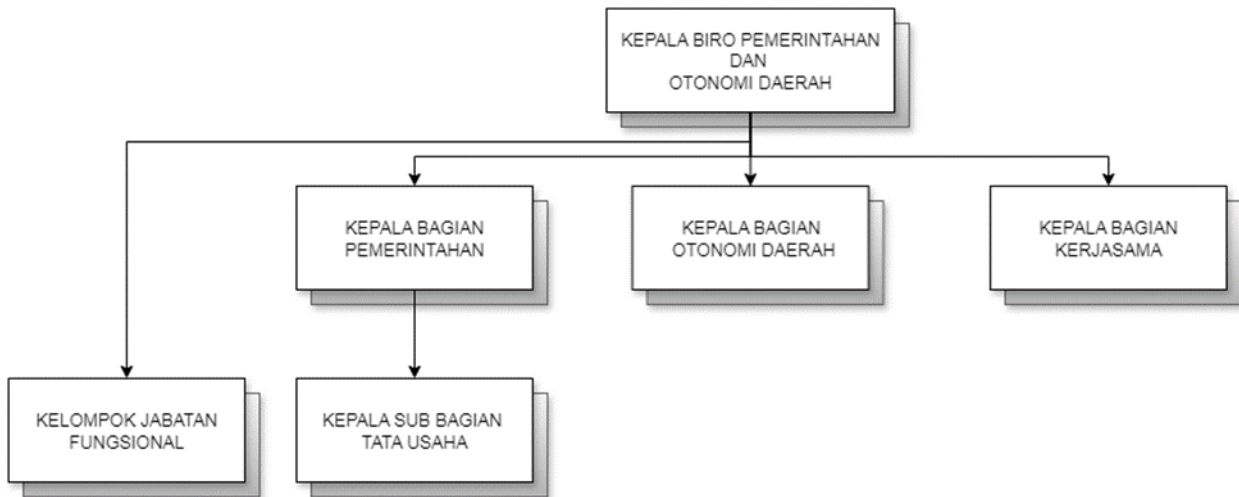 KEPALA BIRO PEMERINTAHAN
DAN
OTONOMI DAERAH
KEPALA BAGIAN
PEMERINTAHAN
KEPALA BAGIAN
OTONOMI DAERAH
KEPALA BAGIAN
KERJASAMA
KELOMPOK JABATAN
FUNGSIONAL
KEPALA SUB BAGIAN
TATA USAHA